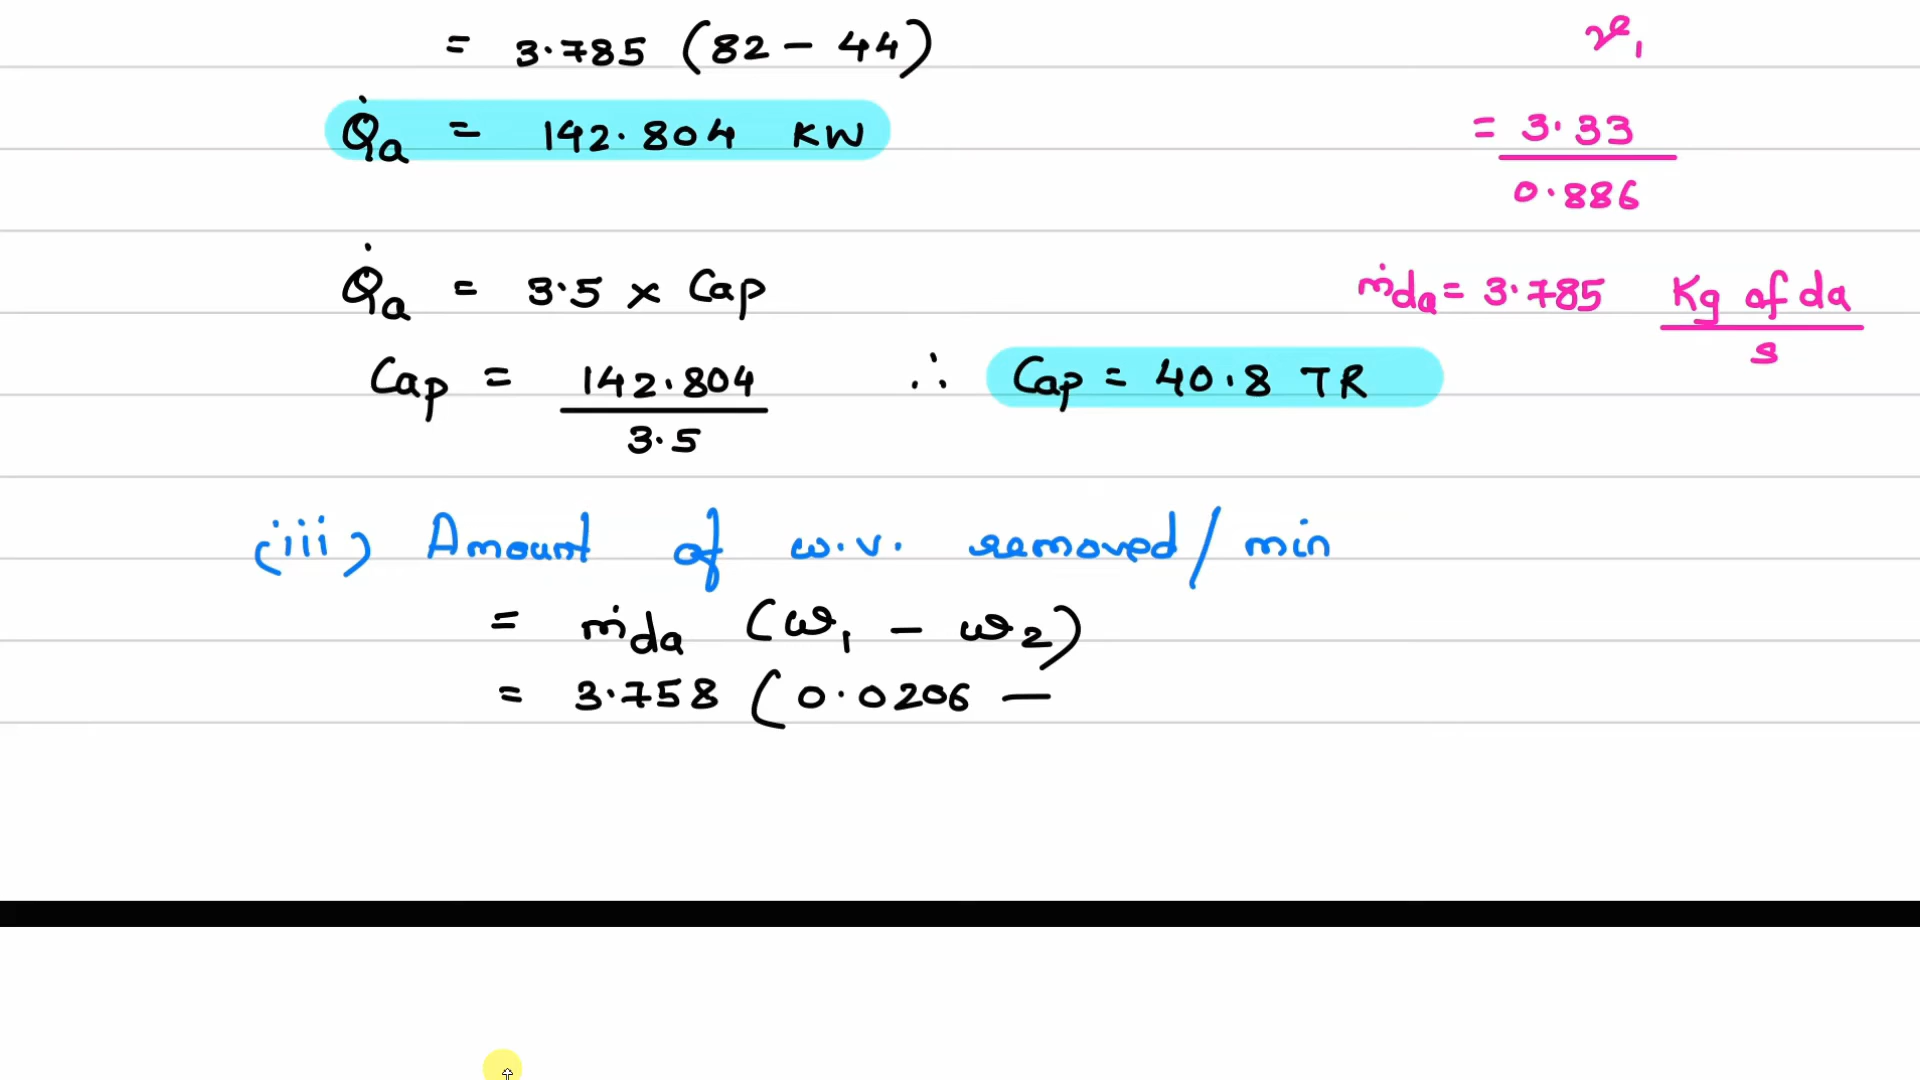 = 3.785 (82 - 44)
Q̇a = 142.804 KW
Q̇a = 3.5 x Cap
Cap = 142.804 / 3.5 ∴ Cap = 40.8 TR
(iii) Amount of w.v. removed/min
= ṁda (ω1 - ω2)
= 3.758 (0.0206 —
v1
= 3.33
0.886
ṁda = 3.785 Kg of da
s